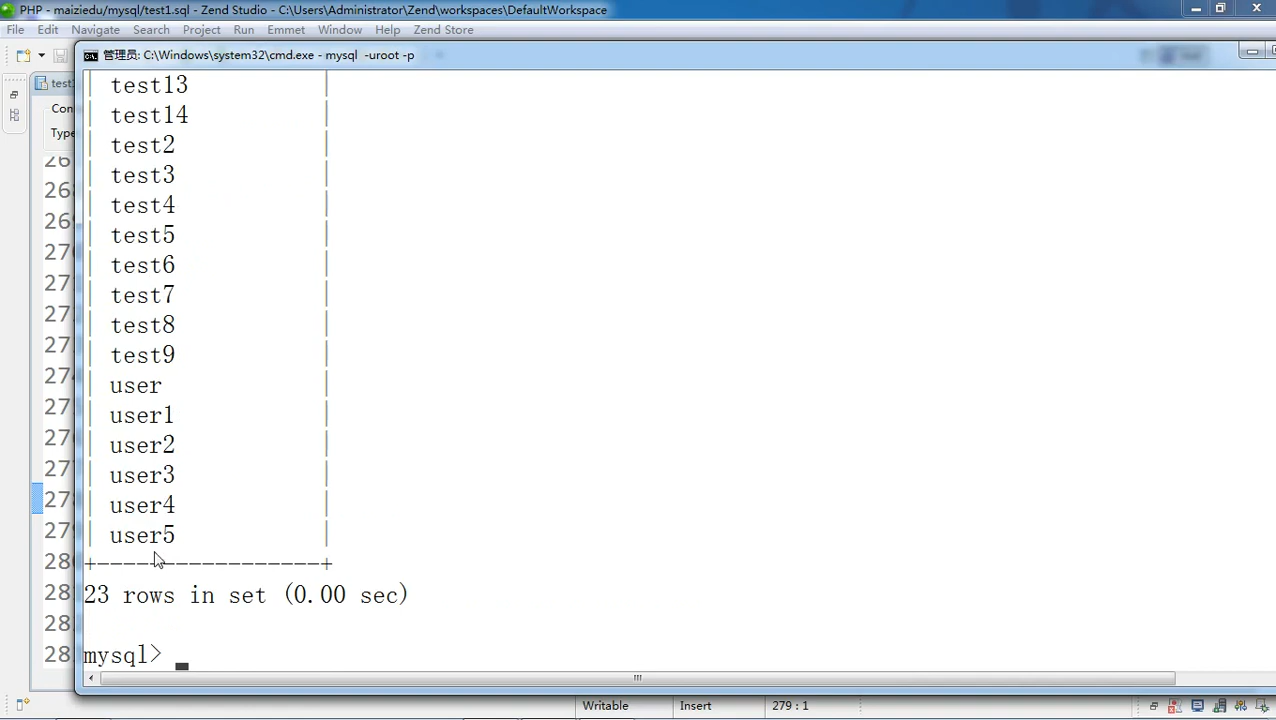 PHP - maiziedu/mysql/test1.sql - Zend Studio - C:\Users\Administrator\Zend\workspaces\DefaultWorkspace
File Edit Navigate Search Project Run Emmet Window Help Zend Store
管理员: C:\Windows\system32\cmd.exe - mysql -uroot -p
test
Con
Type
| test13 |
| test14 |
| test2 |
| test3 |
| test4 |
| test5 |
| test6 |
| test7 |
| test8 |
| test9 |
| user |
| user1 |
| user2 |
| user3 |
| user4 |
| user5 |
+------------------+
23 rows in set (0.00 sec)
mysql>
Writable Insert 279 : 1